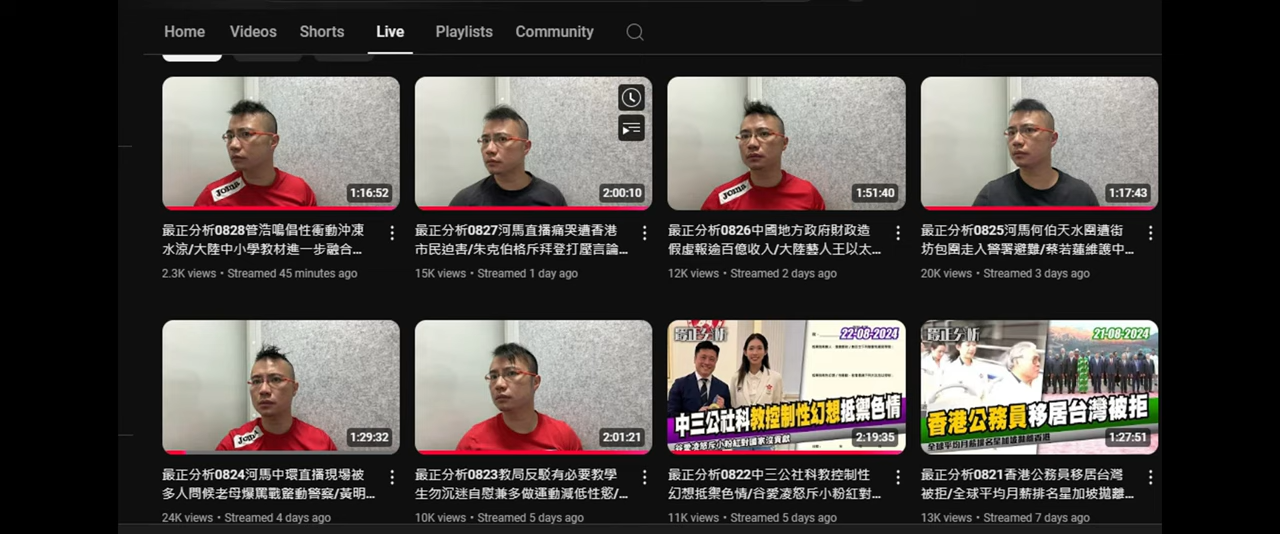 Home Videos Shorts Live Playlists Community
joma
1:16:52
2:00:10
joma
1:51:40
1:17:43
最正分析0828管浩鳴倡性衝動沖凍
水涼/大陸中小學教材進一步融合...
2.3K views • Streamed 45 minutes ago
最正分析0827河馬直播痛哭遭香港
市民迫害/朱克伯格斥拜登打壓言論...
15K views • Streamed 1 day ago
最正分析0826中國地方政府財政造
假虛報逾百億收入/大陸藝人王以太...
12K views • Streamed 2 days ago
最正分析0825河馬何伯天水圍遭街
坊包圍走入警署避難/蔡若蓮維護中...
20K views • Streamed 3 days ago
1:29:32
2:01:21
最正分析
22-08-2024
中三公社科教控制性幻想抵禦色情
谷愛凌怒斥小粉紅對國家沒貢獻
2:19:35
最正分析
21-08-2024
香港公務員移居台灣被拒
全球平均月薪排名星加坡拋離香港
1:27:51
最正分析0824河馬中環直播現場被
多人問候老母爆罵戰驚動警察/黃明...
24K views • Streamed 4 days ago
最正分析0823教局反駁有必要教學
生勿沉迷自慰兼多做運動減低性慾/...
10K views • Streamed 5 days ago
最正分析0822中三公社科教控制性
幻想抵禦色情/谷愛凌怒斥小粉紅對...
11K views • Streamed 5 days ago
最正分析0821香港公務員移居台灣
被拒/全球平均月薪排名星加坡拋離...
13K views • Streamed 7 days ago